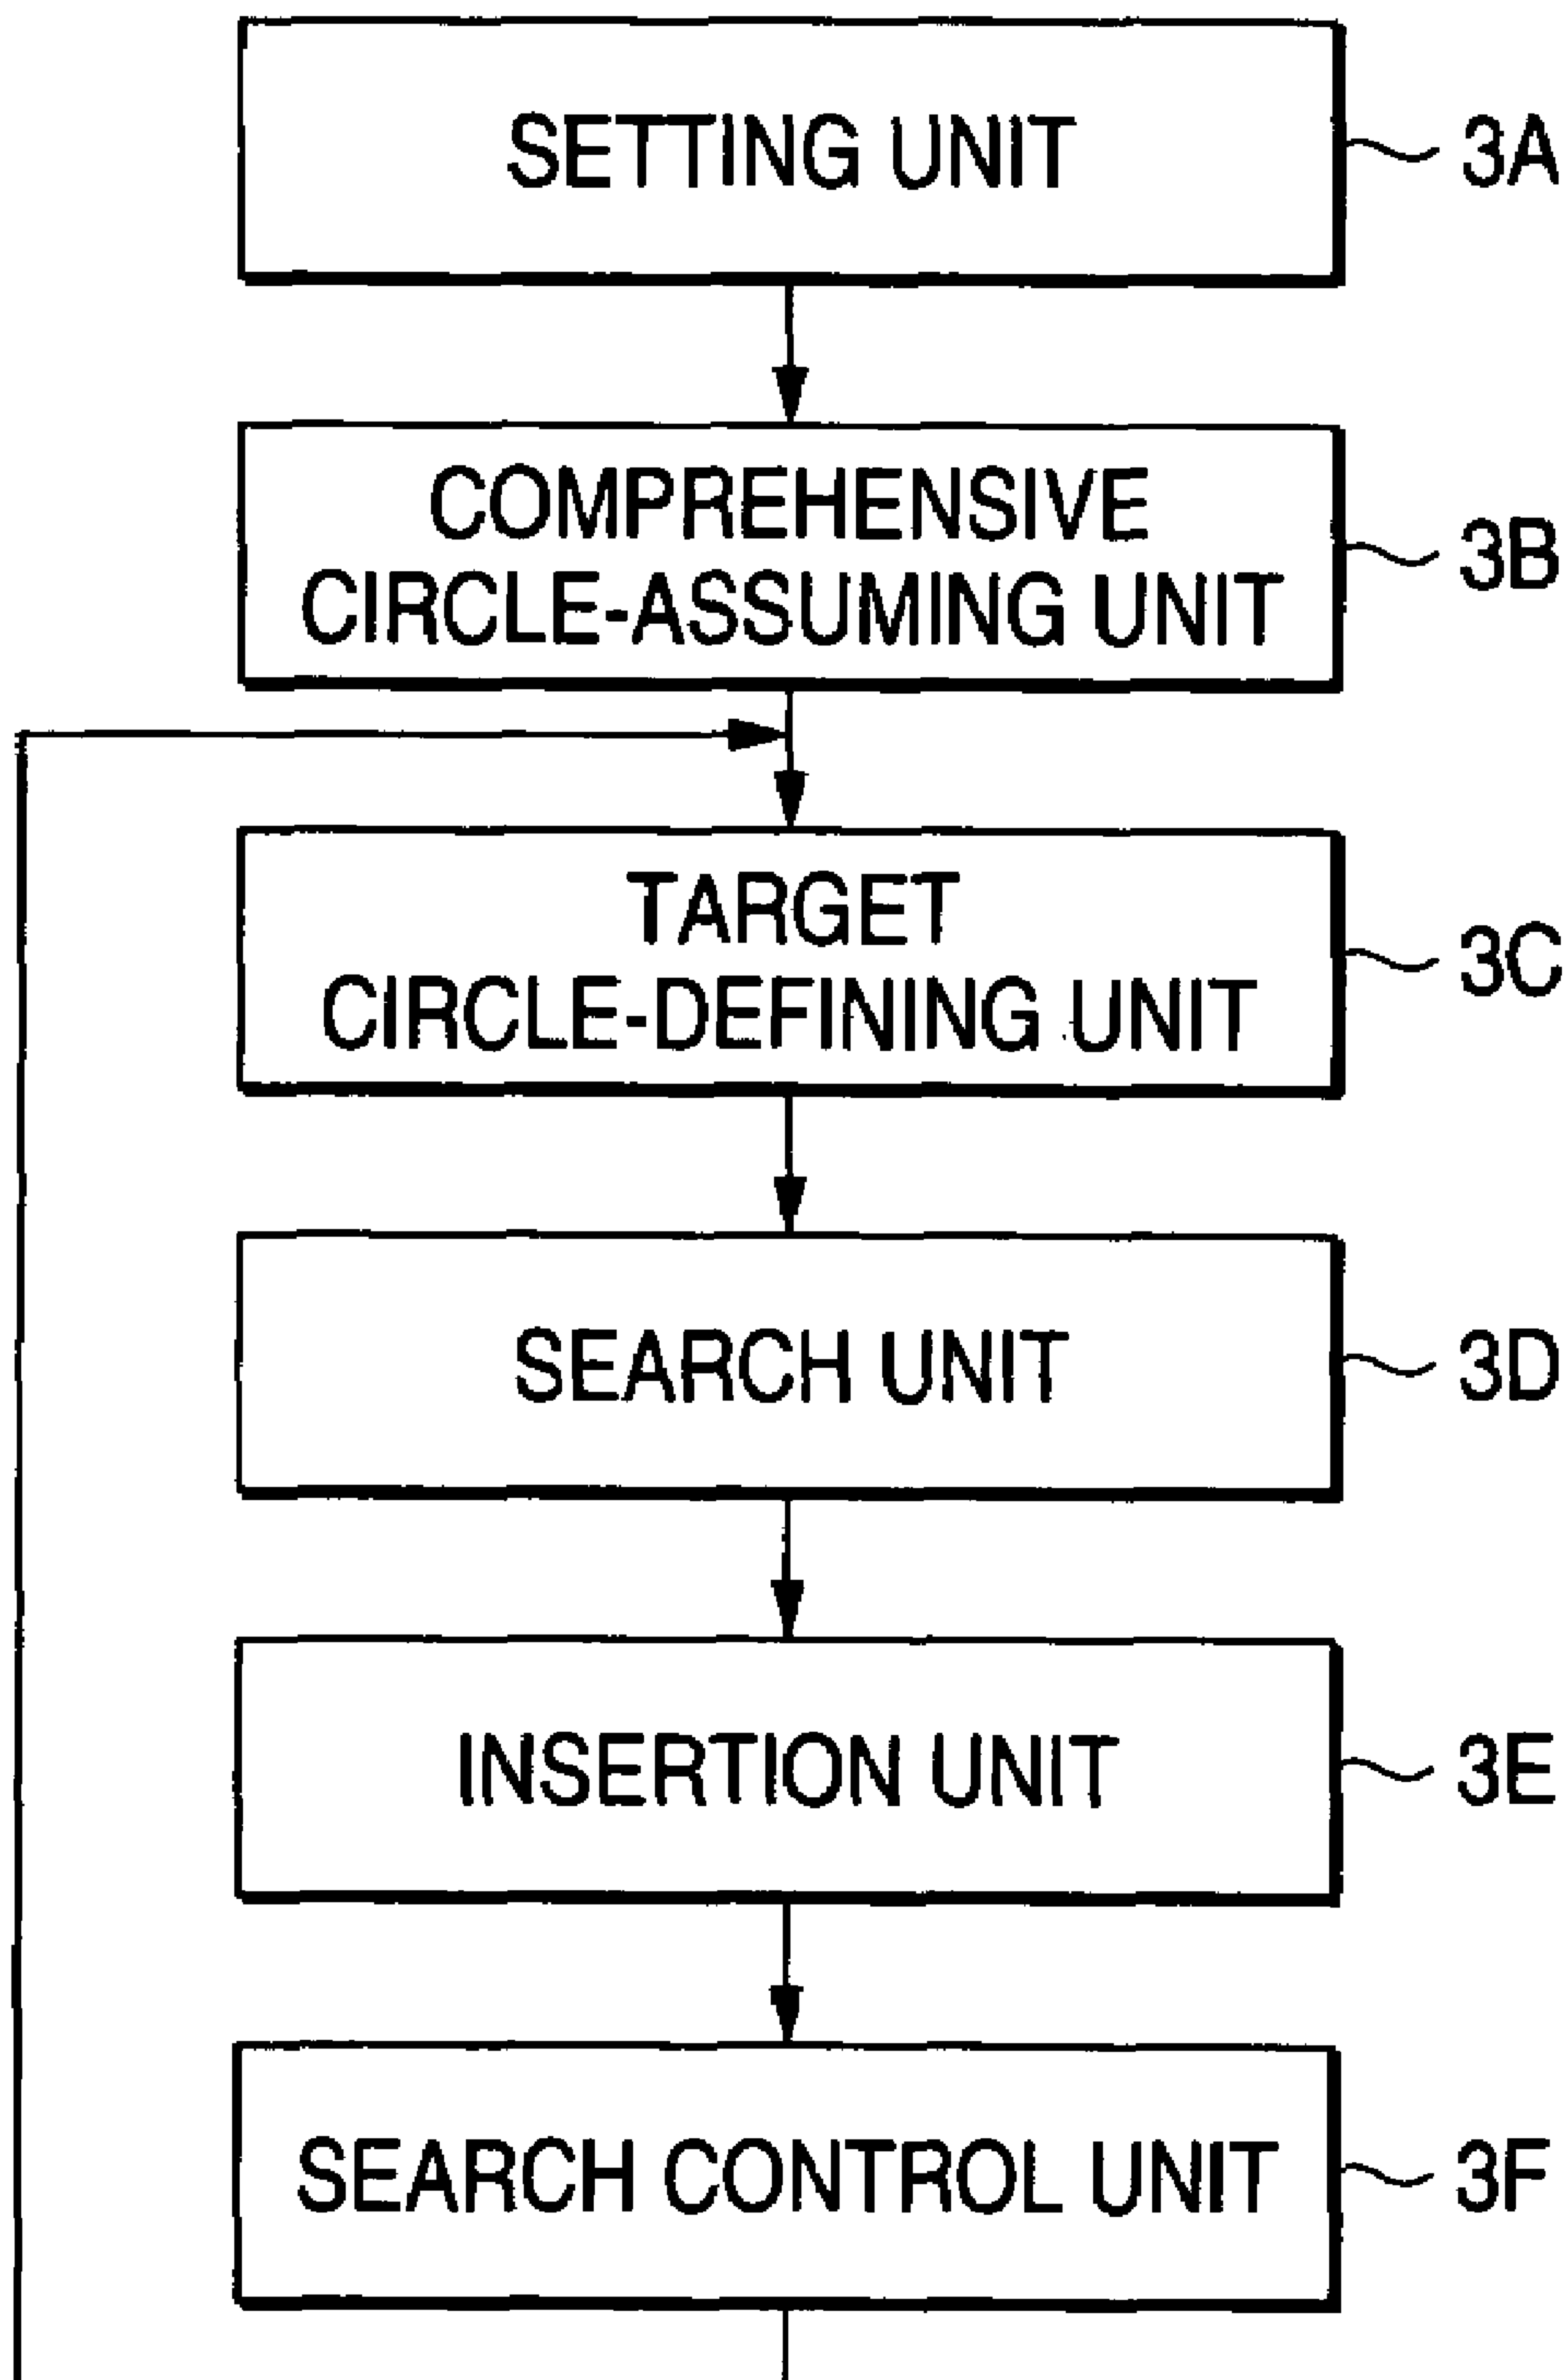 SETTING UNIT
3A
COMPREHENSIVE
CIRCLE-ASSUMING UNIT
3B
TARGET
CIRCLE-DEFINING UNIT
3C
SEARCH UNIT
3D
INSERTION UNIT
3E
SEARCH CONTROL UNIT
3F